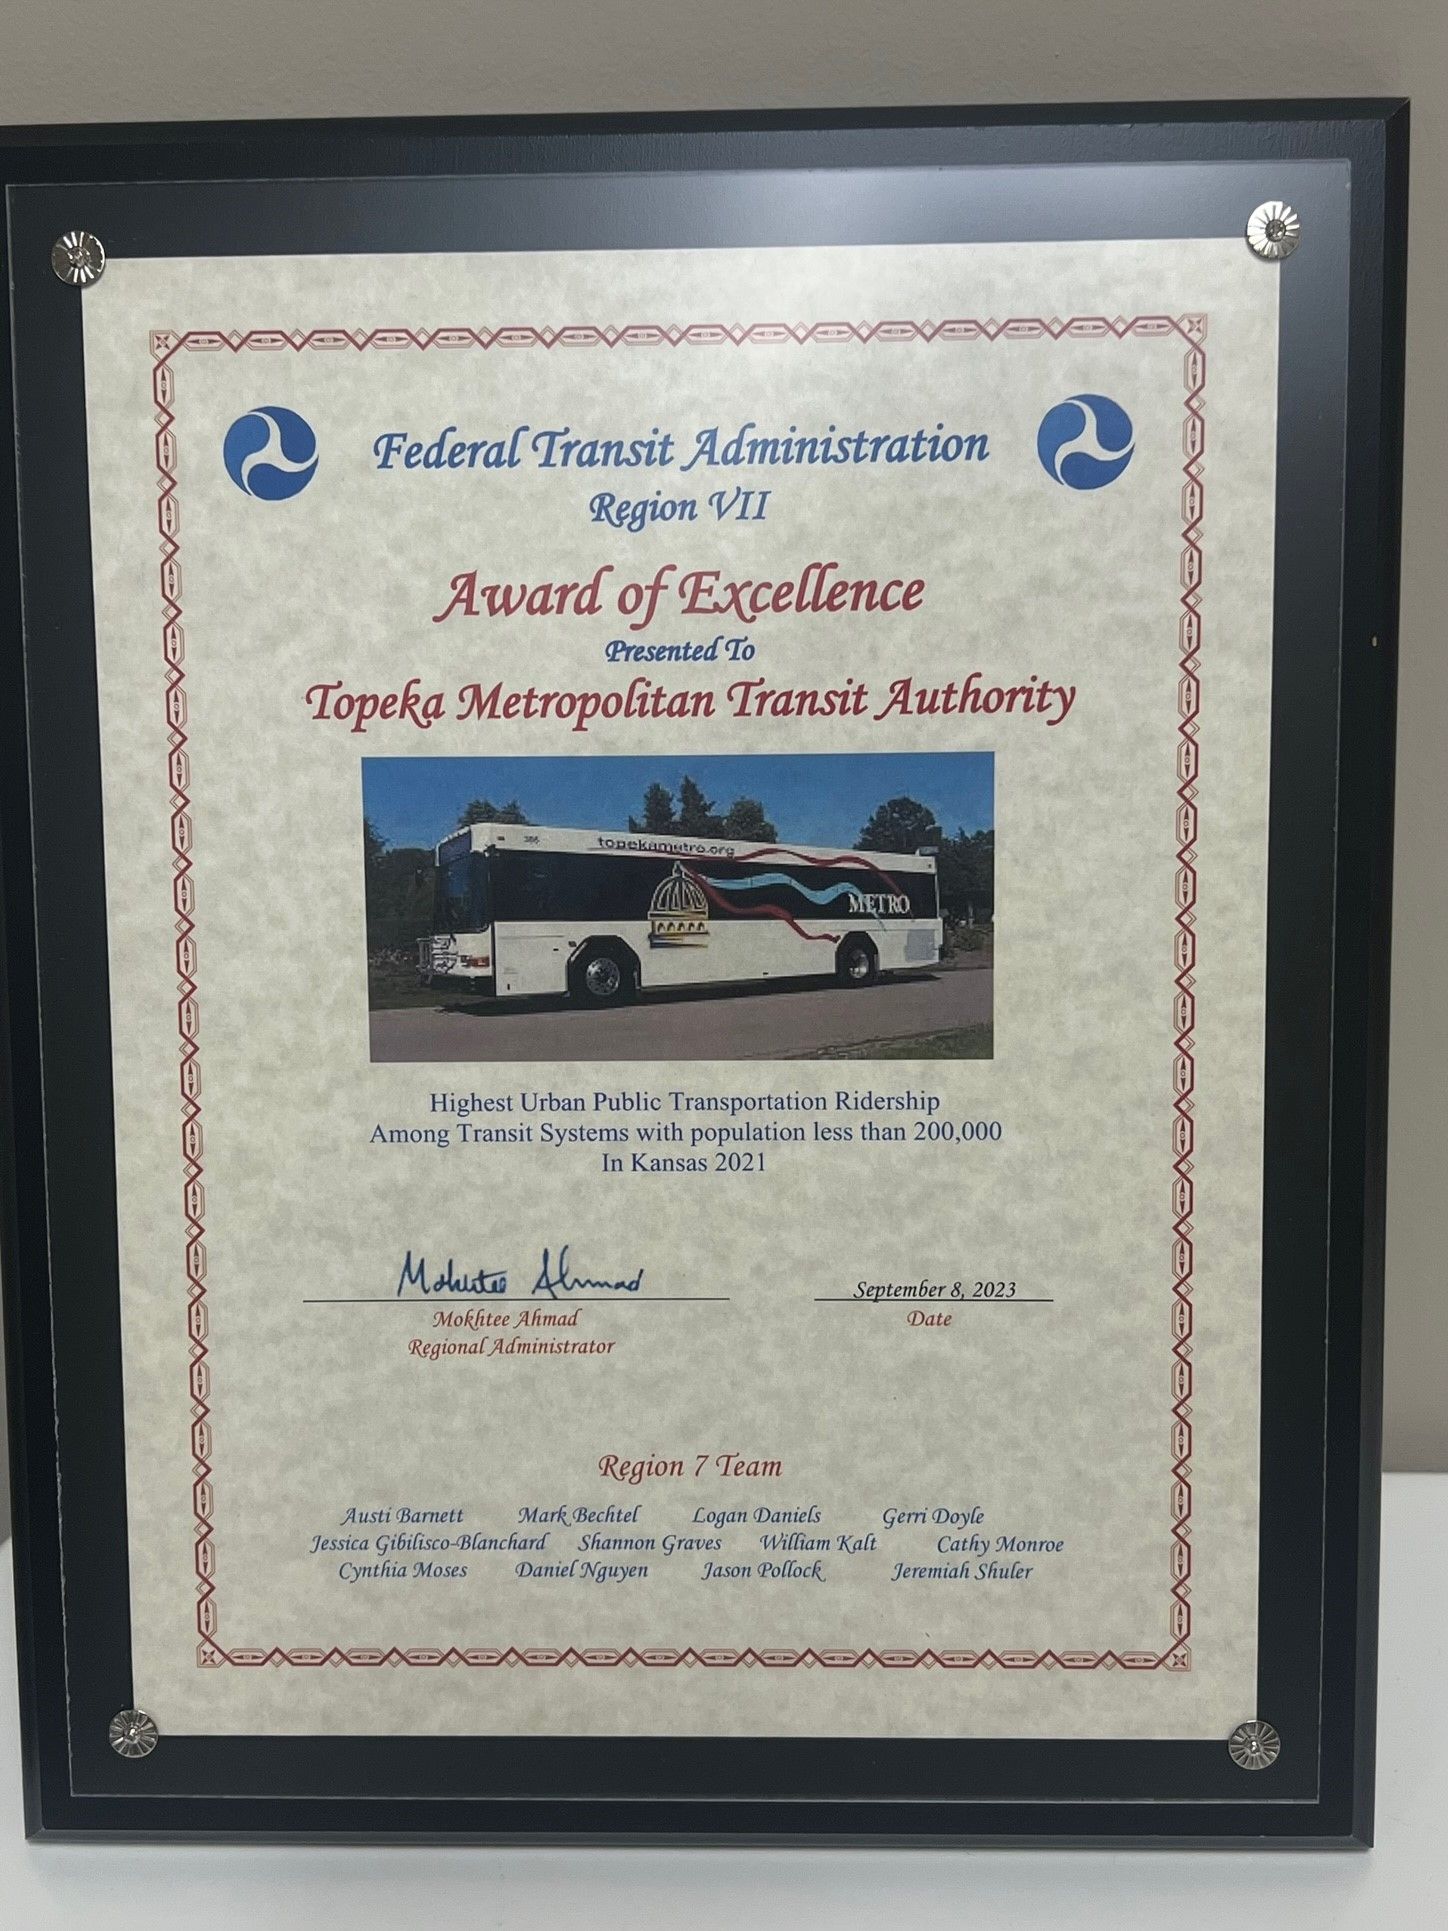 Federal Transit Administration
Region VII
Award of Excellence
Presented To
Topeka Metropolitan Transit Authority
topekametro.org
METRO
Highest Urban Public Transportation Ridership
Among Transit Systems with population less than 200,000
In Kansas 2021
Mokhtee Ahmad
September 8, 2023
Mokhtee Ahmad
Date
Regional Administrator
Region 7 Team
Austi Barnett Mark Bechtel Logan Daniels Gerri Doyle
Jessica Gibilisco-Blanchard Shannon Graves William Kalt Cathy Monroe
Cynthia Moses Daniel Nguyen Jason Pollock Jeremiah Shuler